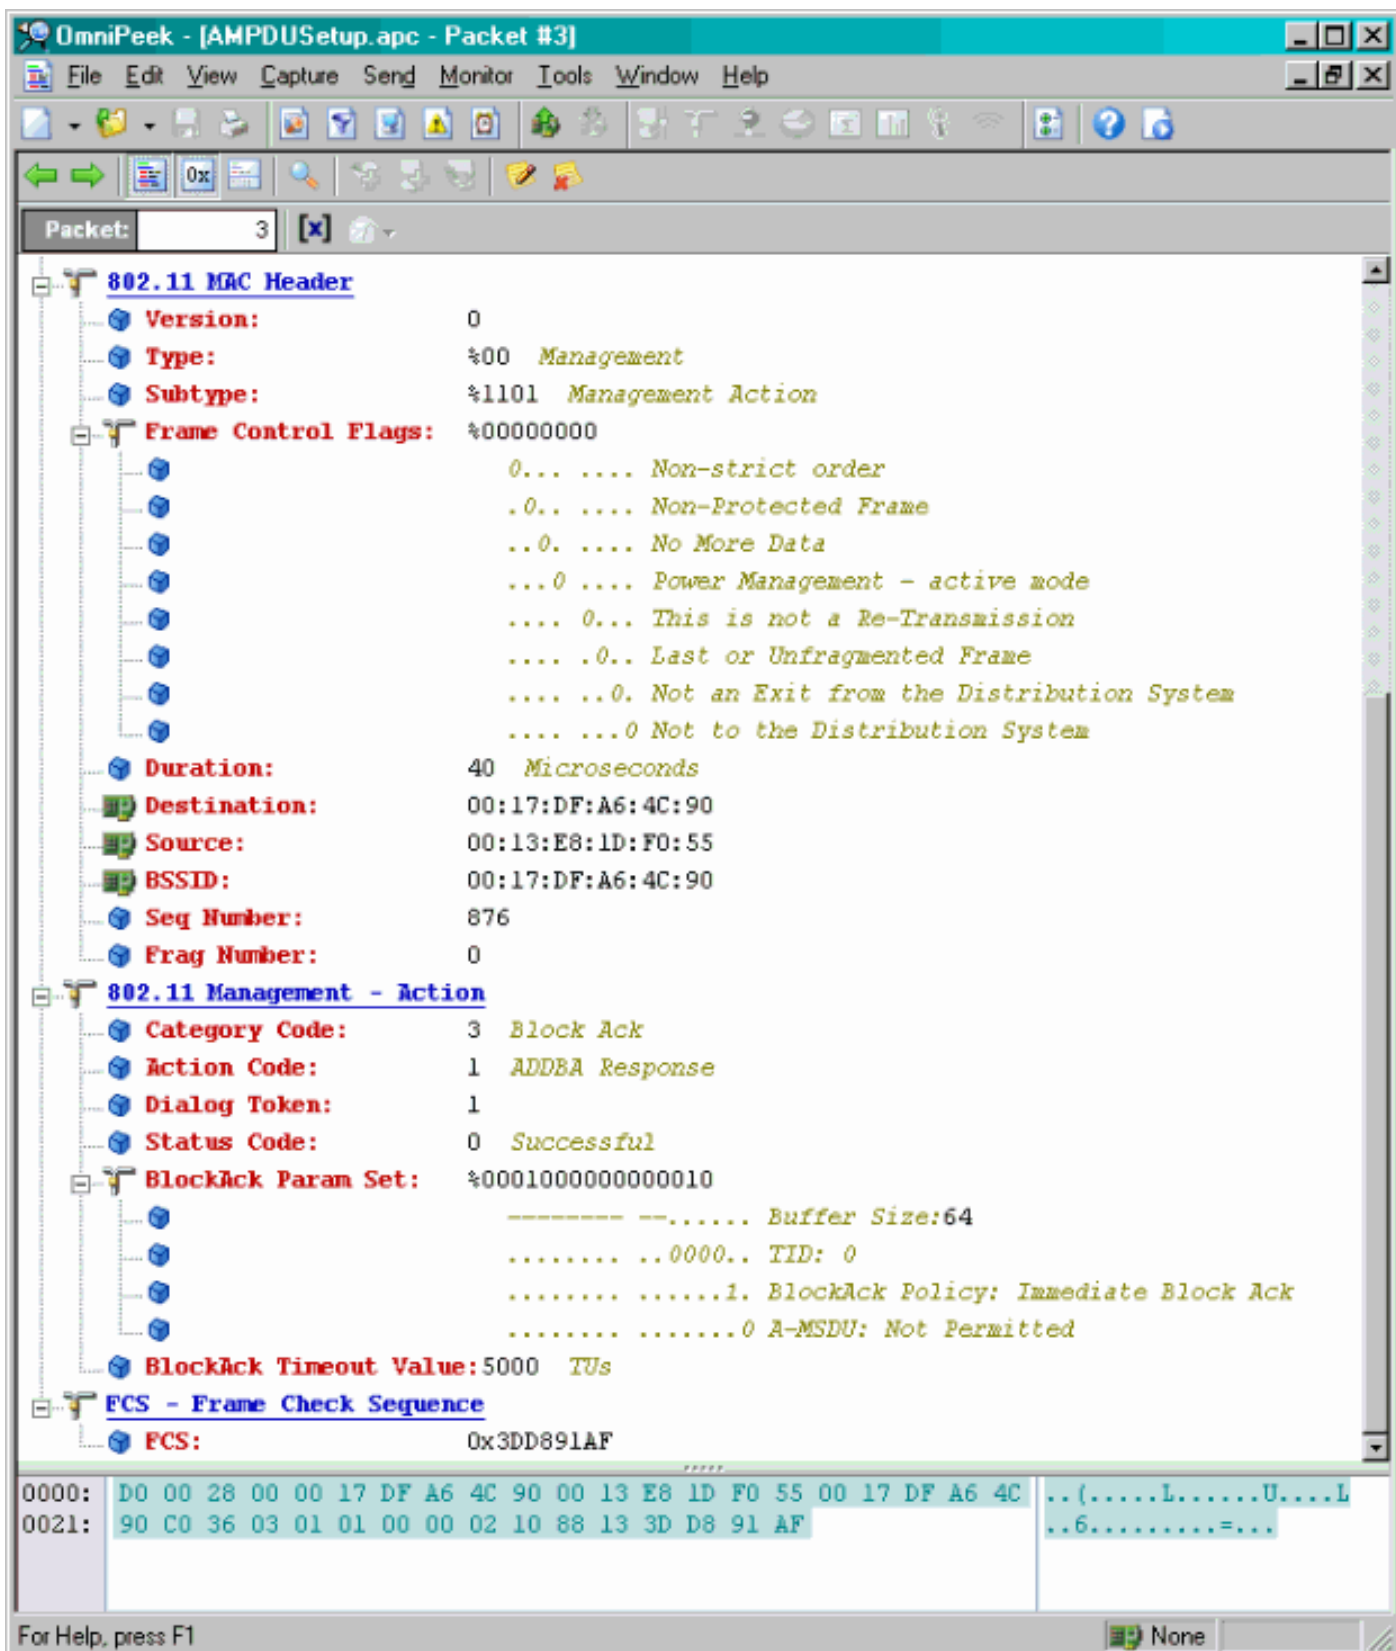 OmniPeek - [AMPDUSetup.apc - Packet #3]
File Edit View Capture Send Monitor Tools Window Help
0x
Packet: 3 [x]
802.11 MAC Header
Version: 0
Type: %00 Management
Subtype: %1101 Management Action
Frame Control Flags: %00000000
0... .... Non-strict order
.0.. .... Non-Protected Frame
..0. .... No More Data
...0 .... Power Management - active mode
.... 0... This is not a Re-Transmission
.... .0.. Last or Unfragmented Frame
.... ..0. Not an Exit from the Distribution System
.... ...0 Not to the Distribution System
Duration: 40 Microseconds
Destination: 00:17:DF:A6:4C:90
Source: 00:13:E8:1D:F0:55
BSSID: 00:17:DF:A6:4C:90
Seq Number: 876
Frag Number: 0
802.11 Management - Action
Category Code: 3 Block Ack
Action Code: 1 ADDBA Response
Dialog Token: 1
Status Code: 0 Successful
BlockAck Param Set: %0001000000000010
-------- --...... Buffer Size:64
........ ..0000.. TID: 0
........ ......1. BlockAck Policy: Immediate Block Ack
........ .......0 A-MSDU: Not Permitted
BlockAck Timeout Value:5000 TUs
FCS - Frame Check Sequence
FCS: 0x3DD891AF
0000: D0 00 28 00 00 17 DF A6 4C 90 00 13 E8 1D F0 55 00 17 DF A6 4C ..(.....L......U....L
0021: 90 C0 36 03 01 01 00 00 02 10 88 13 3D D8 91 AF ..6.........=...
For Help, press F1 None